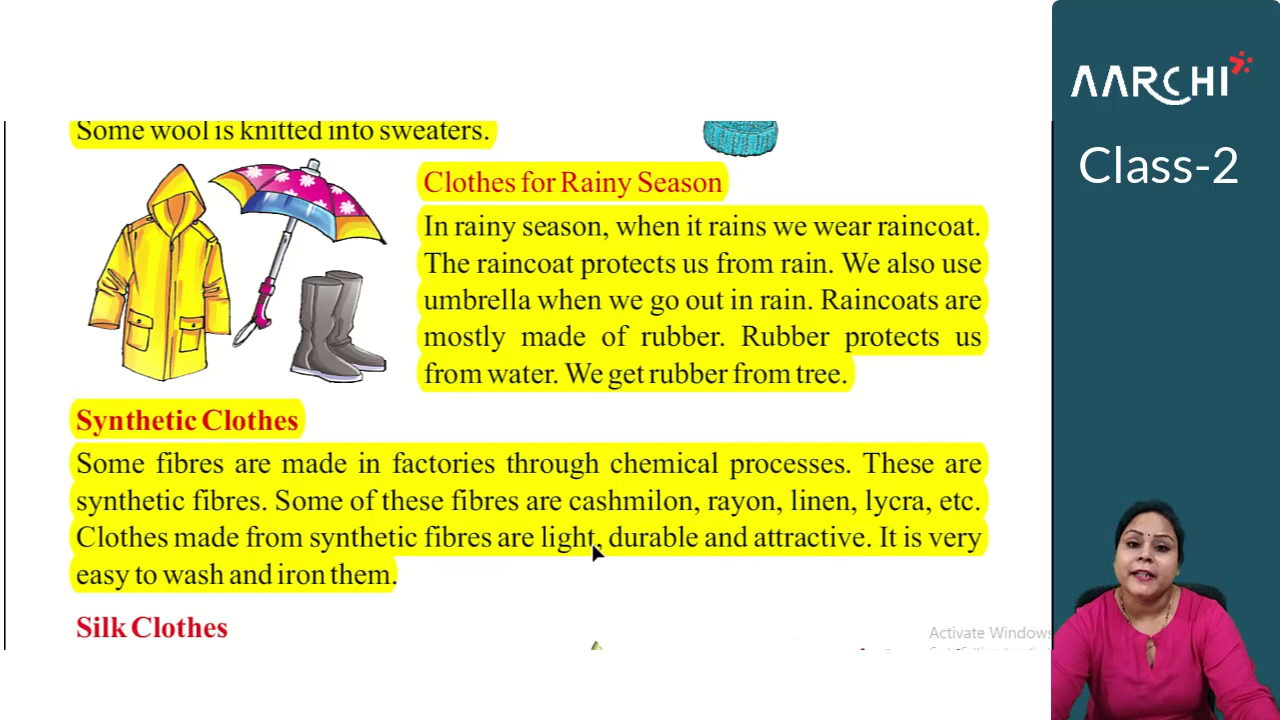 Some wool is knitted into sweaters.
Clothes for Rainy Season
In rainy season, when it rains we wear raincoat.
The raincoat protects us from rain. We also use
umbrella when we go out in rain. Raincoats are
mostly made of rubber. Rubber protects us
from water. We get rubber from tree.
Synthetic Clothes
Some fibres are made in factories through chemical processes. These are
synthetic fibres. Some of these fibres are cashmilon, rayon, linen, lycra, etc.
Clothes made from synthetic fibres are light, durable and attractive. It is very
easy to wash and iron them.
Silk Clothes
Activate Windows
AARCHI
Class-2